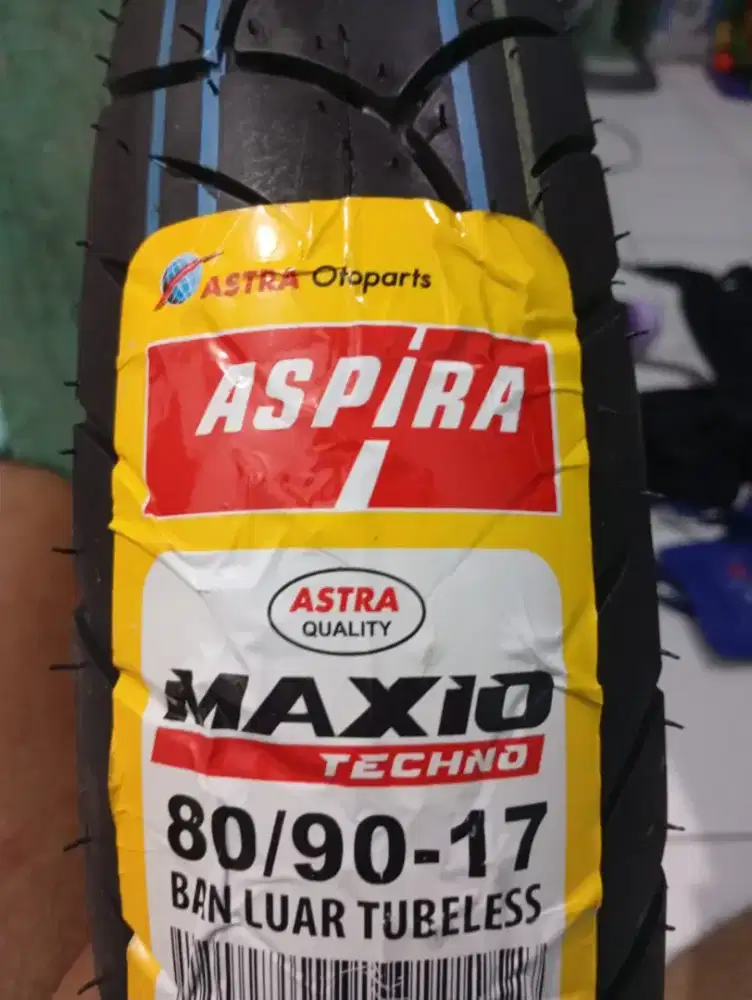 ASTRA Otoparts
ASPIRA
ASTRA
QUALITY
MAXIO
TECHNO
80/90-17
BAN LUAR TUBELESS